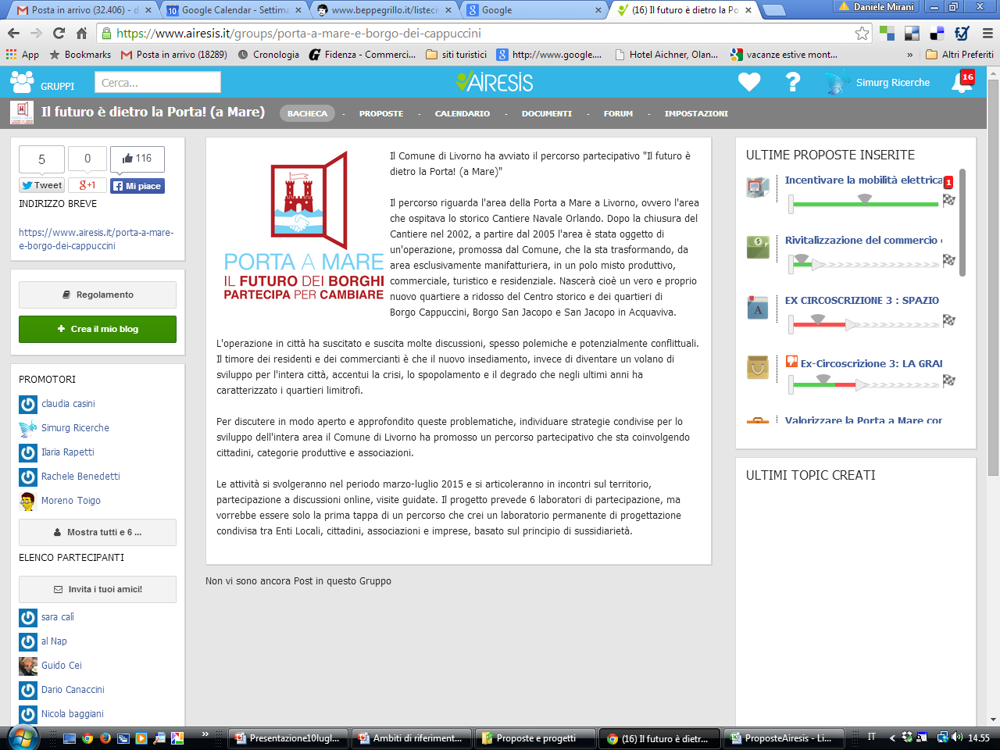 Posta in arrivo (32.406) - d
Google Calendar - Settima
www.beppegrillo.it/listeci
Google
(16) Il futuro è dietro la Po
Daniele Mirani
https://www.airesis.it/groups/porta-a-mare-e-borgo-dei-cappuccini
App
Bookmarks
Posta in arrivo (18289)
Cronologia
Fidenza - Commerci...
siti turistici
http://www.google....
Hotel Aichner, Olan...
vacanze estive mont...
»
Altri Preferiti
GRUPPI
Cerca...
AIRESIS
?
Simurg Ricerche
16
Il futuro è dietro la Porta! (a Mare)
BACHECA - PROPOSTE - CALENDARIO - DOCUMENTI - FORUM - IMPOSTAZIONI
5
0
116
Tweet
g+1
Mi piace
INDIRIZZO BREVE
https://www.airesis.it/porta-a-mare-
e-borgo-dei-cappuccini
Regolamento
Crea il mio blog
PROMOTORI
claudia casini
Simurg Ricerche
Ilaria Rapetti
Rachele Benedetti
Moreno Toigo
Mostra tutti e 6 ...
ELENCO PARTECIPANTI
Invita i tuoi amici!
sara calì
al Nap
Guido Cei
Dario Canaccini
Nicola baggiani
PORTA A MARE
IL FUTURO DEI BORGHI
PARTECIPA PER CAMBIARE
Il Comune di Livorno ha avviato il percorso partecipativo "Il futuro è
dietro la Porta! (a Mare)"
Il percorso riguarda l'area della Porta a Mare a Livorno, ovvero l'area
che ospitava lo storico Cantiere Navale Orlando. Dopo la chiusura del
Cantiere nel 2002, a partire dal 2005 l'area è stata oggetto di
un'operazione, promossa dal Comune, che la sta trasformando, da
area esclusivamente manifatturiera, in un polo misto produttivo,
commerciale, turistico e residenziale. Nascerà cioè un vero e proprio
nuovo quartiere a ridosso del Centro storico e dei quartieri di
Borgo Cappuccini, Borgo San Jacopo e San Jacopo in Acquaviva.
L'operazione in città ha suscitato e suscita molte discussioni, spesso polemiche e potenzialmente conflittuali.
Il timore dei residenti e dei commercianti è che il nuovo insediamento, invece di diventare un volano di
sviluppo per l'intera città, accentui la crisi, lo spopolamento e il degrado che negli ultimi anni ha
caratterizzato i quartieri limitrofi.
Per discutere in modo aperto e approfondito queste problematiche, individuare strategie condivise per lo
sviluppo dell'intera area il Comune di Livorno ha promosso un percorso partecipativo che sta coinvolgendo
cittadini, categorie produttive e associazioni.
Le attività si svolgeranno nel periodo marzo-luglio 2015 e si articoleranno in incontri sul territorio,
partecipazione a discussioni online, visite guidate. Il progetto prevede 6 laboratori di partecipazione, ma
vorrebbe essere solo la prima tappa di un percorso che crei un laboratorio permanente di progettazione
condivisa tra Enti Locali, cittadini, associazioni e imprese, basato sul principio di sussidiarietà.
Non vi sono ancora Post in questo Gruppo
ULTIME PROPOSTE INSERITE
Incentivare la mobilità elettrica
1
Rivitalizzazione del commercio
EX CIRCOSCRIZIONE 3 : SPAZIO
Ex-Circoscrizione 3: LA GRAN
Valorizzare la Porta a Mare con
ULTIMI TOPIC CREATI
»
Presentazione10lugl...
Ambiti di riferiment...
Proposte e progetti
(16) Il futuro è dietr...
ProposteAiresis - Li...
IT
14.55